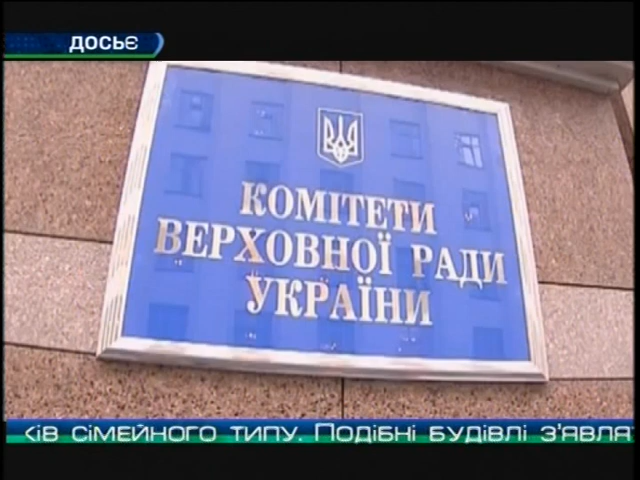 ДОСЬЄ
КОМІТЕТИ
ВЕРХОВНОЇ РАДИ
УКРАЇНИ
ків сімейного типу. Подібні будівлі з'явля